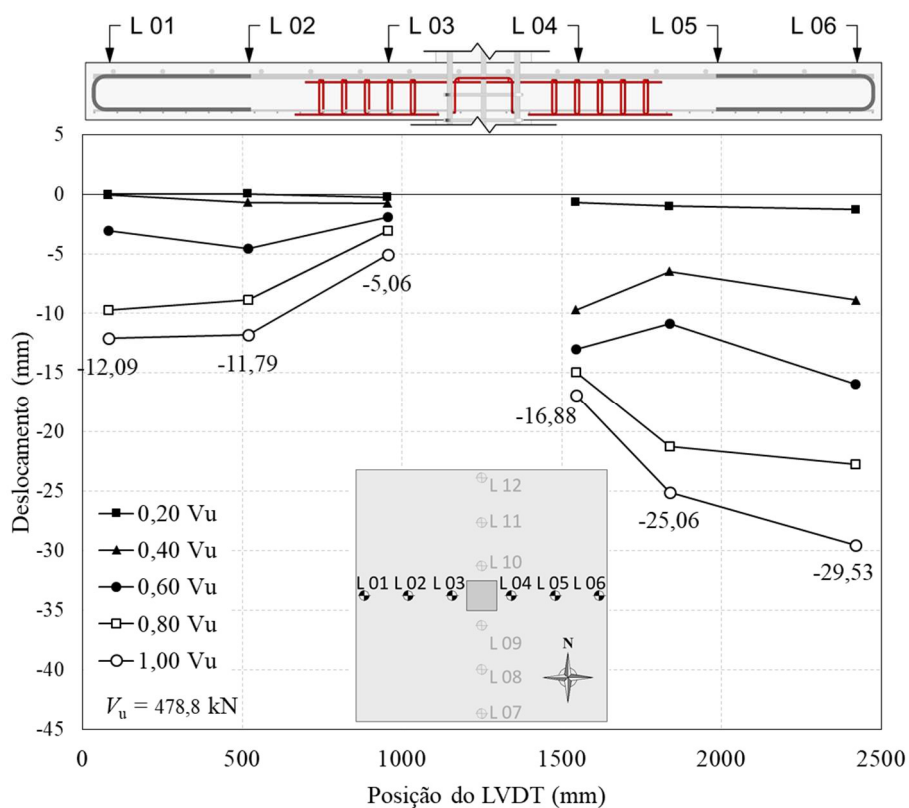 L 01 L 02 L 03 L 04 L 05 L 06
5
0
-5
-10
-15
-20
-25
-30
-35
-40
-45
Deslocamento (mm)
-5,06
-12,09
-11,79
-16,88
-25,06
-29,53
0,20 Vu
0,40 Vu
0,60 Vu
0,80 Vu
1,00 Vu
Vu = 478,8 kN
L 12
L 11
L 10
L 01 L 02 L 03 L 04 L 05 L 06
L 09
L 08
L 07
N
0 500 1000 1500 2000 2500
Posição do LVDT (mm)